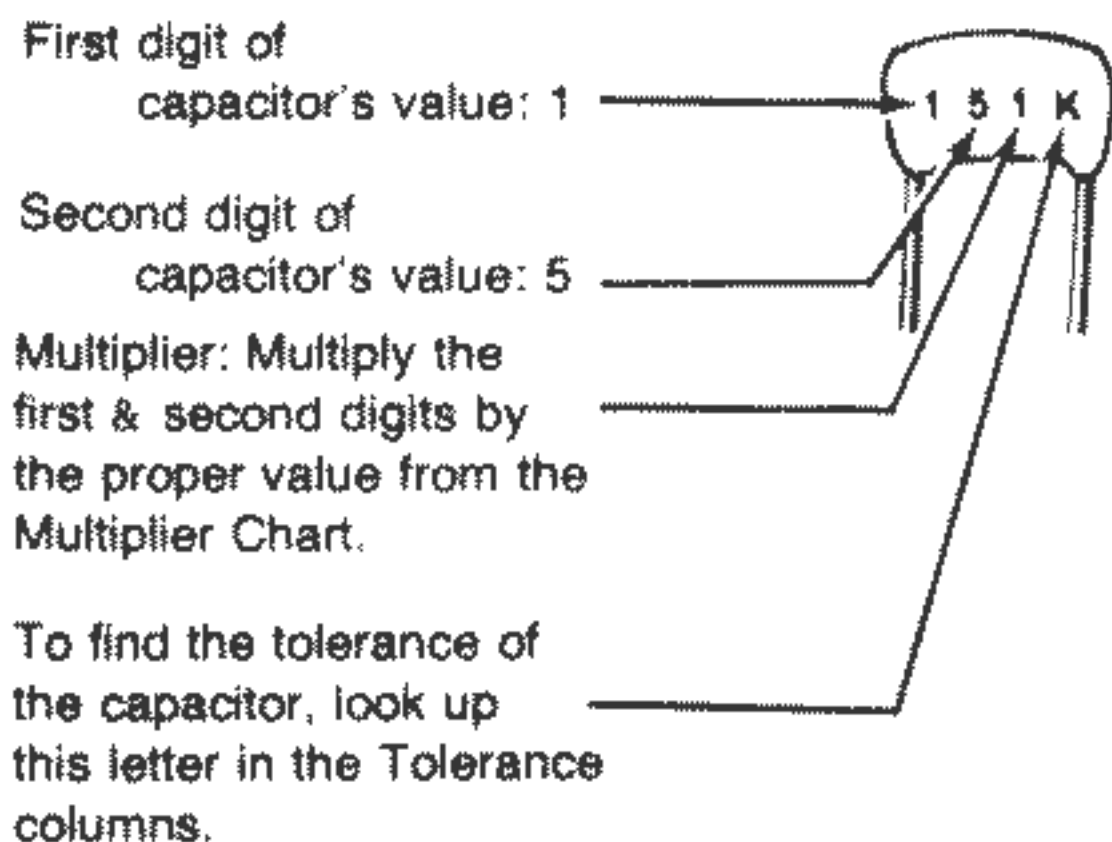 First digit of
capacitor's value: 1
1 5 1 K
Second digit of
capacitor's value: 5
Multiplier: Multiply the
first & second digits by
the proper value from the
Multiplier Chart.
To find the tolerance of
the capacitor, look up
this letter in the Tolerance
columns.